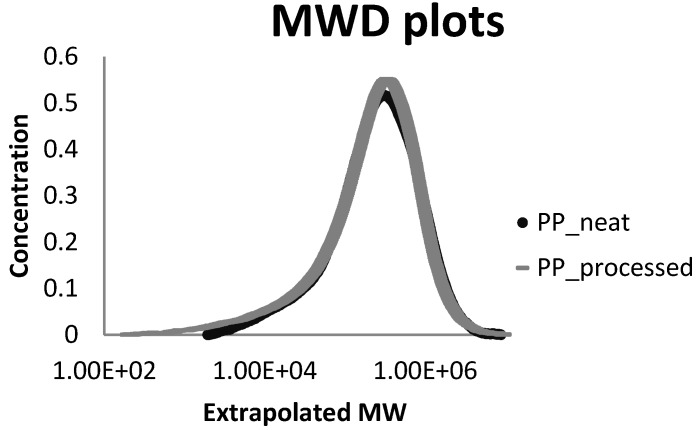 MWD plots
0.6
0.5
0.4
0.3
0.2
0.1
0
Concentration
1.00E+02 1.00E+04 1.00E+06
Extrapolated MW
PP_neat
PP_processed